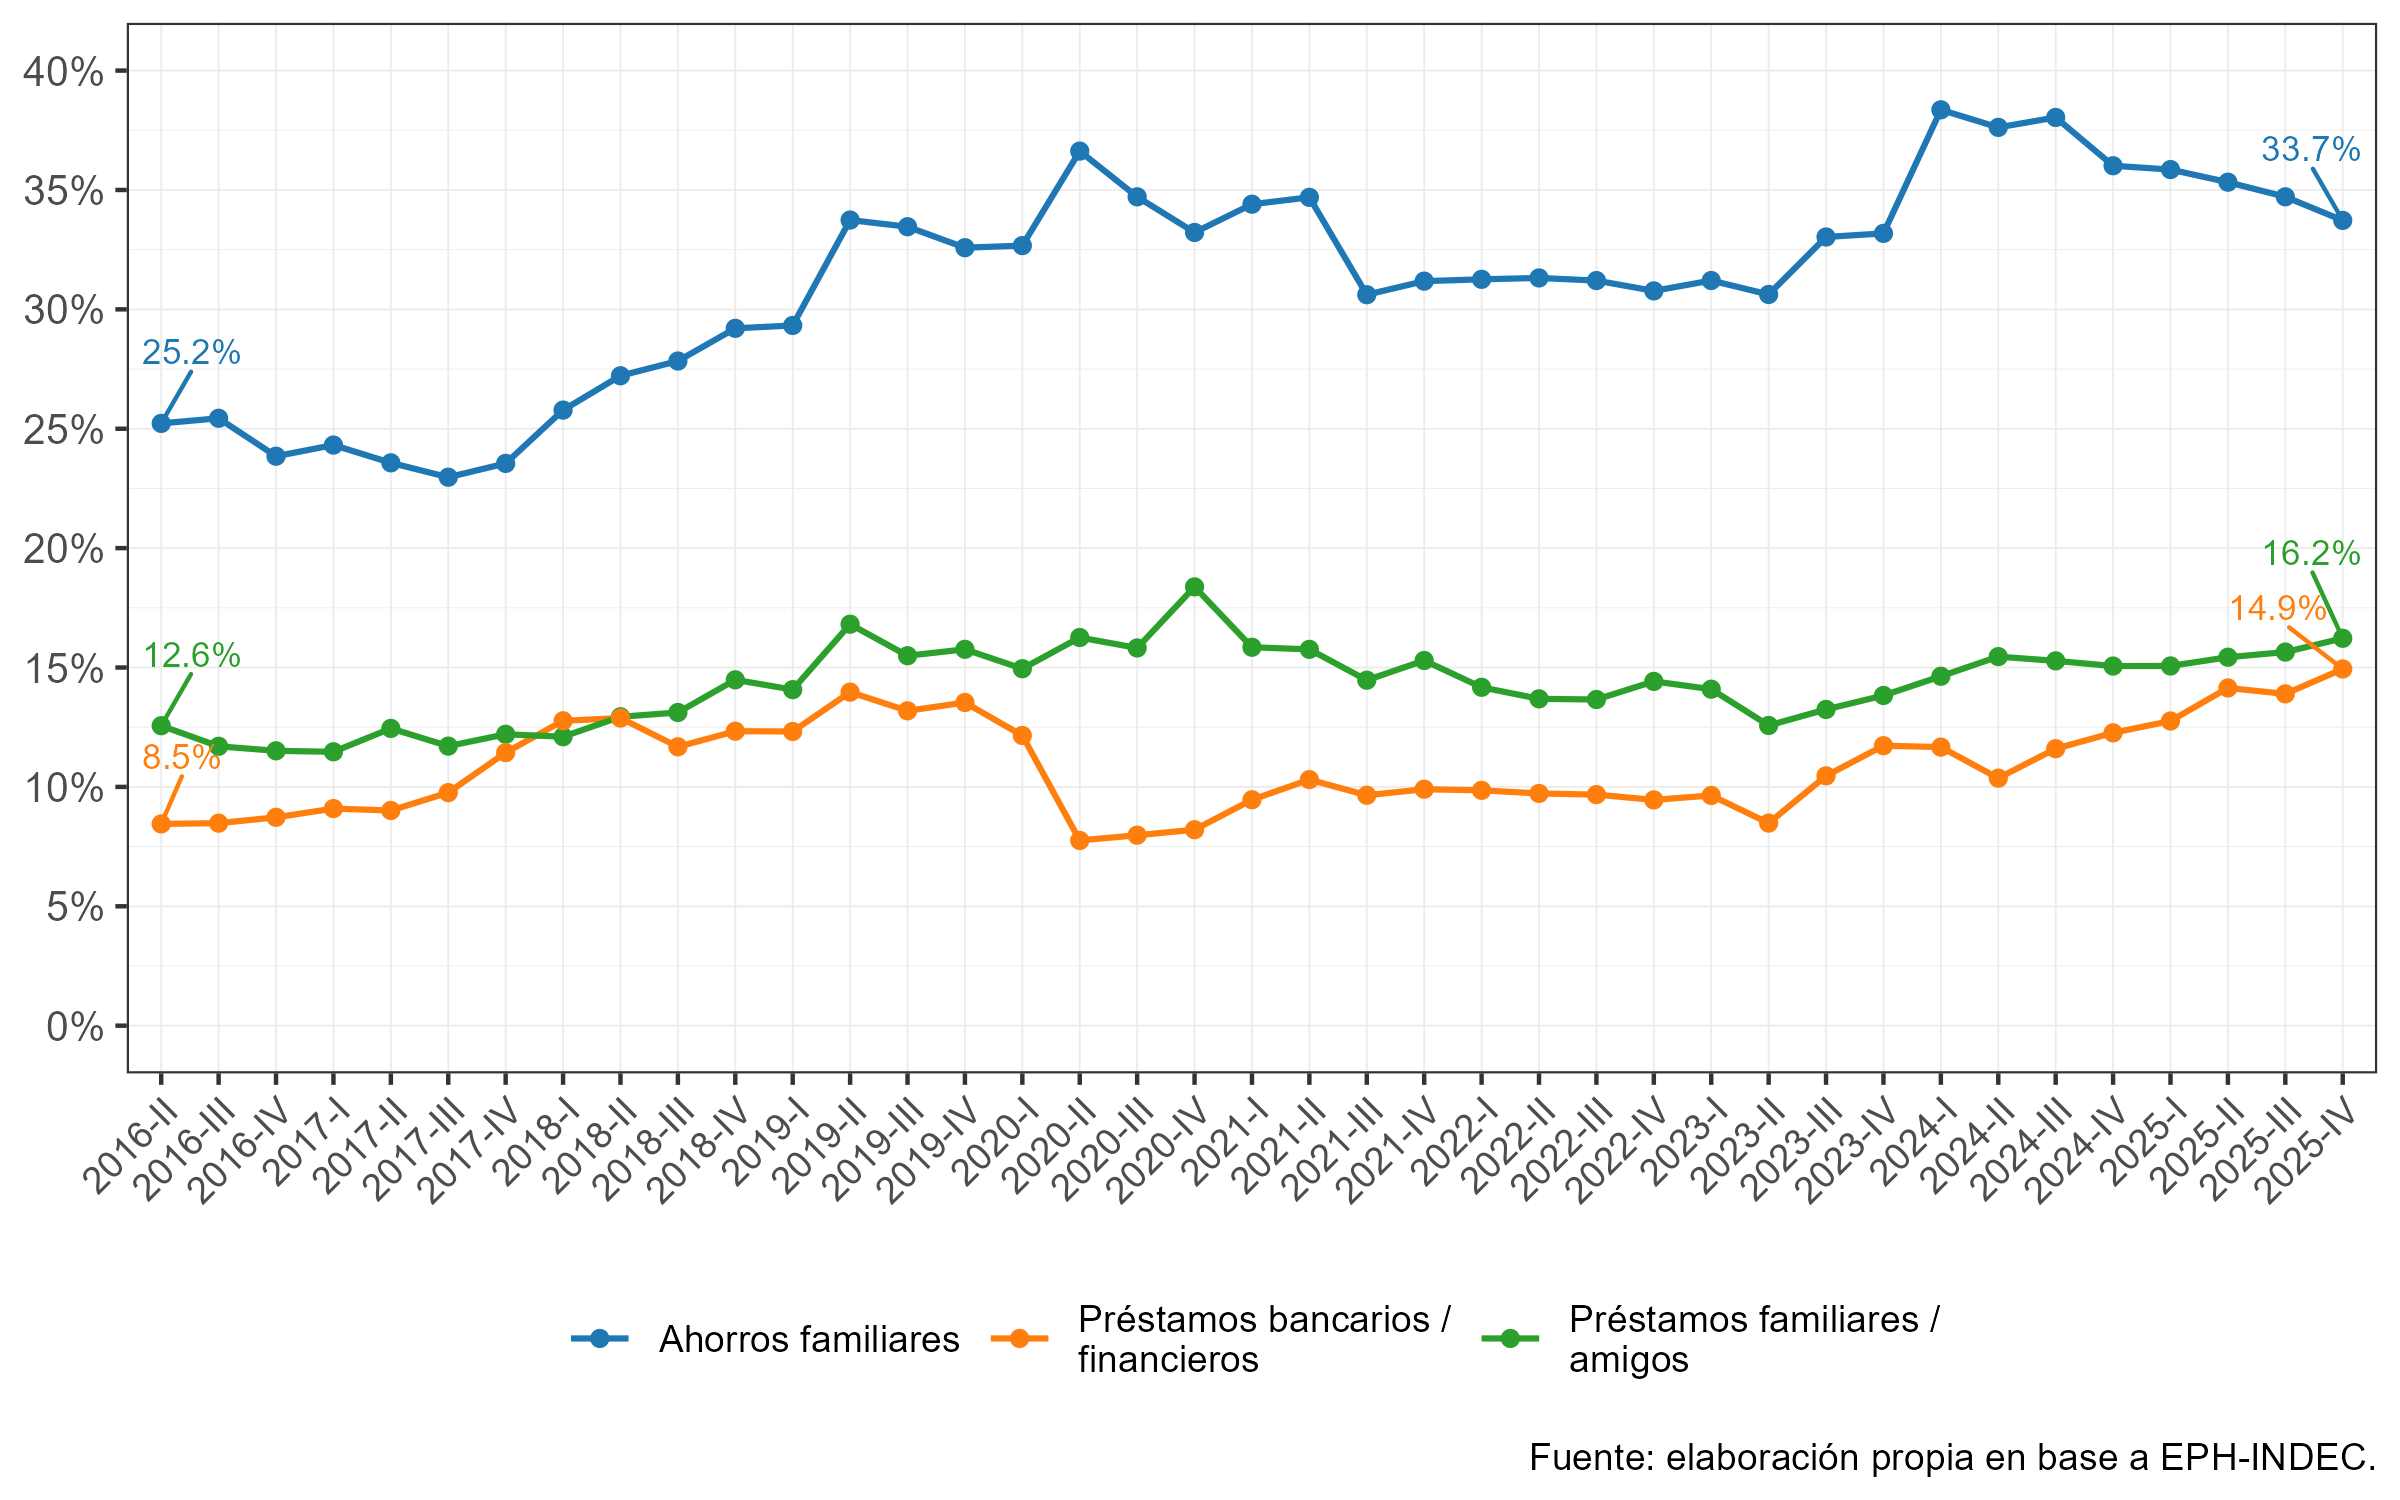 40%
35%
30%
25%
20%
15%
10%
5%
0%
25.2%
12.6%
8.5%
33.7%
16.2%
14.9%
2016-II
2016-III
2016-IV
2017-I
2017-II
2017-III
2017-IV
2018-I
2018-II
2018-III
2018-IV
2019-I
2019-II
2019-III
2019-IV
2020-I
2020-II
2020-III
2020-IV
2021-I
2021-II
2021-III
2021-IV
2022-I
2022-II
2022-III
2022-IV
2023-I
2023-II
2023-III
2023-IV
2024-I
2024-II
2024-III
2024-IV
2025-I
2025-II
2025-III
2025-IV
Ahorros familiares
Préstamos bancarios /
financieros
Préstamos familiares /
amigos
Fuente: elaboración propia en base a EPH-INDEC.